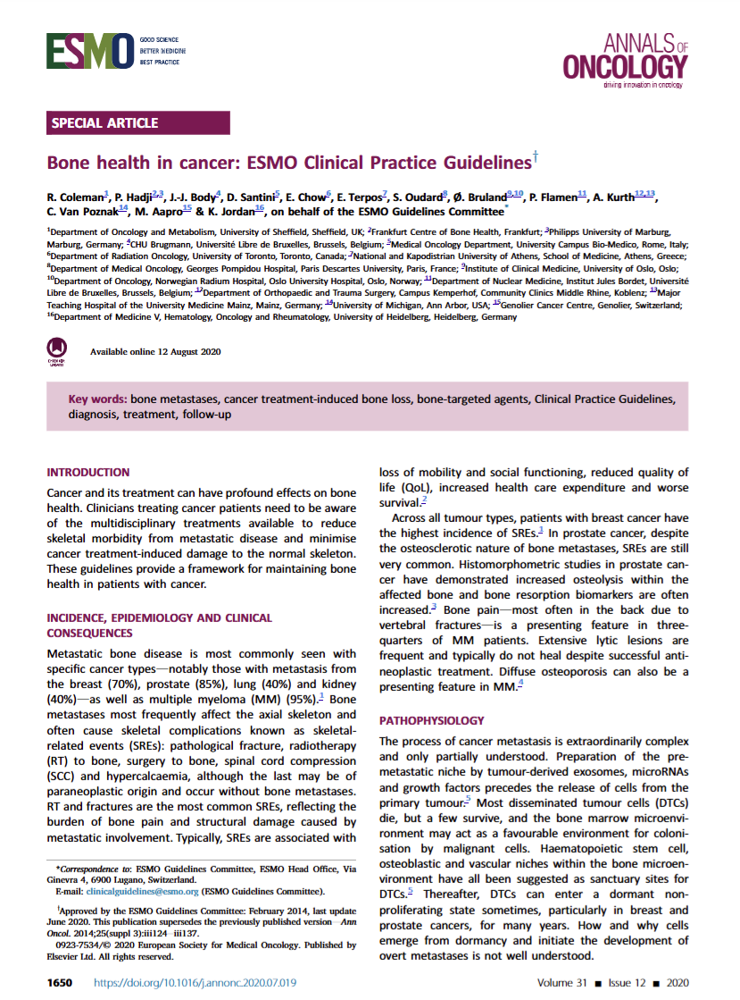 ESMO
GOOD SCIENCE
BETTER MEDICINE
BEST PRACTICE
ANNALS OF
ONCOLOGY
driving innovation in oncology
SPECIAL ARTICLE
Bone health in cancer: ESMO Clinical Practice Guidelines†
R. Coleman1, P. Hadji2,3, J.-J. Body4, D. Santini5, E. Chow6, E. Terpos7, S. Oudard8, Ø. Bruland9,10, P. Flamen11, A. Kurth12,13,
C. Van Poznak14, M. Aapro15 & K. Jordan16, on behalf of the ESMO Guidelines Committee*
1Department of Oncology and Metabolism, University of Sheffield, Sheffield, UK; 2Frankfurt Centre of Bone Health, Frankfurt; 3Philipps University of Marburg,
Marburg, Germany; 4CHU Brugmann, Université Libre de Bruxelles, Brussels, Belgium; 5Medical Oncology Department, University Campus Bio-Medico, Rome, Italy;
6Department of Radiation Oncology, University of Toronto, Toronto, Canada; 7National and Kapodistrian University of Athens, School of Medicine, Athens, Greece;
8Department of Medical Oncology, Georges Pompidou Hospital, Paris Descartes University, Paris, France; 9Institute of Clinical Medicine, University of Oslo, Oslo;
10Department of Oncology, Norwegian Radium Hospital, Oslo University Hospital, Oslo, Norway; 11Department of Nuclear Medicine, Institut Jules Bordet, Université
Libre de Bruxelles, Brussels, Belgium; 12Department of Orthopaedic and Trauma Surgery, Campus Kemperhof, Community Clinics Middle Rhine, Koblenz; 13Major
Teaching Hospital of the University Medicine Mainz, Mainz, Germany; 14University of Michigan, Ann Arbor, USA; 15Genolier Cancer Centre, Genolier, Switzerland;
16Department of Medicine V, Hematology, Oncology and Rheumatology, University of Heidelberg, Heidelberg, Germany
Available online 12 August 2020
Key words: bone metastases, cancer treatment-induced bone loss, bone-targeted agents, Clinical Practice Guidelines,
diagnosis, treatment, follow-up
INTRODUCTION
Cancer and its treatment can have profound effects on bone
health. Clinicians treating cancer patients need to be aware
of the multidisciplinary treatments available to reduce
skeletal morbidity from metastatic disease and minimise
cancer treatment-induced damage to the normal skeleton.
These guidelines provide a framework for maintaining bone
health in patients with cancer.
INCIDENCE, EPIDEMIOLOGY AND CLINICAL
CONSEQUENCES
Metastatic bone disease is most commonly seen with
specific cancer types—notably those with metastasis from
the breast (70%), prostate (85%), lung (40%) and kidney
(40%)—as well as multiple myeloma (MM) (95%).1 Bone
metastases most frequently affect the axial skeleton and
often cause skeletal complications known as skeletal-
related events (SREs): pathological fracture, radiotherapy
(RT) to bone, surgery to bone, spinal cord compression
(SCC) and hypercalcaemia, although the last may be of
paraneoplastic origin and occur without bone metastases.
RT and fractures are the most common SREs, reflecting the
burden of bone pain and structural damage caused by
metastatic involvement. Typically, SREs are associated with
*Correspondence to: ESMO Guidelines Committee, ESMO Head Office, Via
Ginevra 4, 6900 Lugano, Switzerland.
E-mail: clinicalguidelines@esmo.org (ESMO Guidelines Committee).
†Approved by the ESMO Guidelines Committee: February 2014, last update
June 2020. This publication supersedes the previously published version—Ann
Oncol. 2014;25(suppl 3):iii124–iii137.
0923-7534/© 2020 European Society for Medical Oncology. Published by
Elsevier Ltd. All rights reserved.
loss of mobility and social functioning, reduced quality of
life (QoL), increased health care expenditure and worse
survival.2
Across all tumour types, patients with breast cancer have
the highest incidence of SREs.1 In prostate cancer, despite
the osteosclerotic nature of bone metastases, SREs are still
very common. Histomorphometric studies in prostate can-
cer have demonstrated increased osteolysis within the
affected bone and bone resorption biomarkers are often
increased.3 Bone pain—most often in the back due to
vertebral fractures—is a presenting feature in three-
quarters of MM patients. Extensive lytic lesions are
frequent and typically do not heal despite successful anti-
neoplastic treatment. Diffuse osteoporosis can also be a
presenting feature in MM.4
PATHOPHYSIOLOGY
The process of cancer metastasis is extraordinarily complex
and only partially understood. Preparation of the pre-
metastatic niche by tumour-derived exosomes, microRNAs
and growth factors precedes the release of cells from the
primary tumour.5 Most disseminated tumour cells (DTCs)
die, but a few survive, and the bone marrow microenvi-
ronment may act as a favourable environment for coloni-
sation by malignant cells. Haematopoietic stem cell,
osteoblastic and vascular niches within the bone microen-
vironment have all been suggested as sanctuary sites for
DTCs.5 Thereafter, DTCs can enter a dormant non-
proliferating state sometimes, particularly in breast and
prostate cancers, for many years. How and why cells
emerge from dormancy and initiate the development of
overt metastases is not well understood.
1650 https://doi.org/10.1016/j.annonc.2020.07.019 Volume 31 ■ Issue 12 ■ 2020